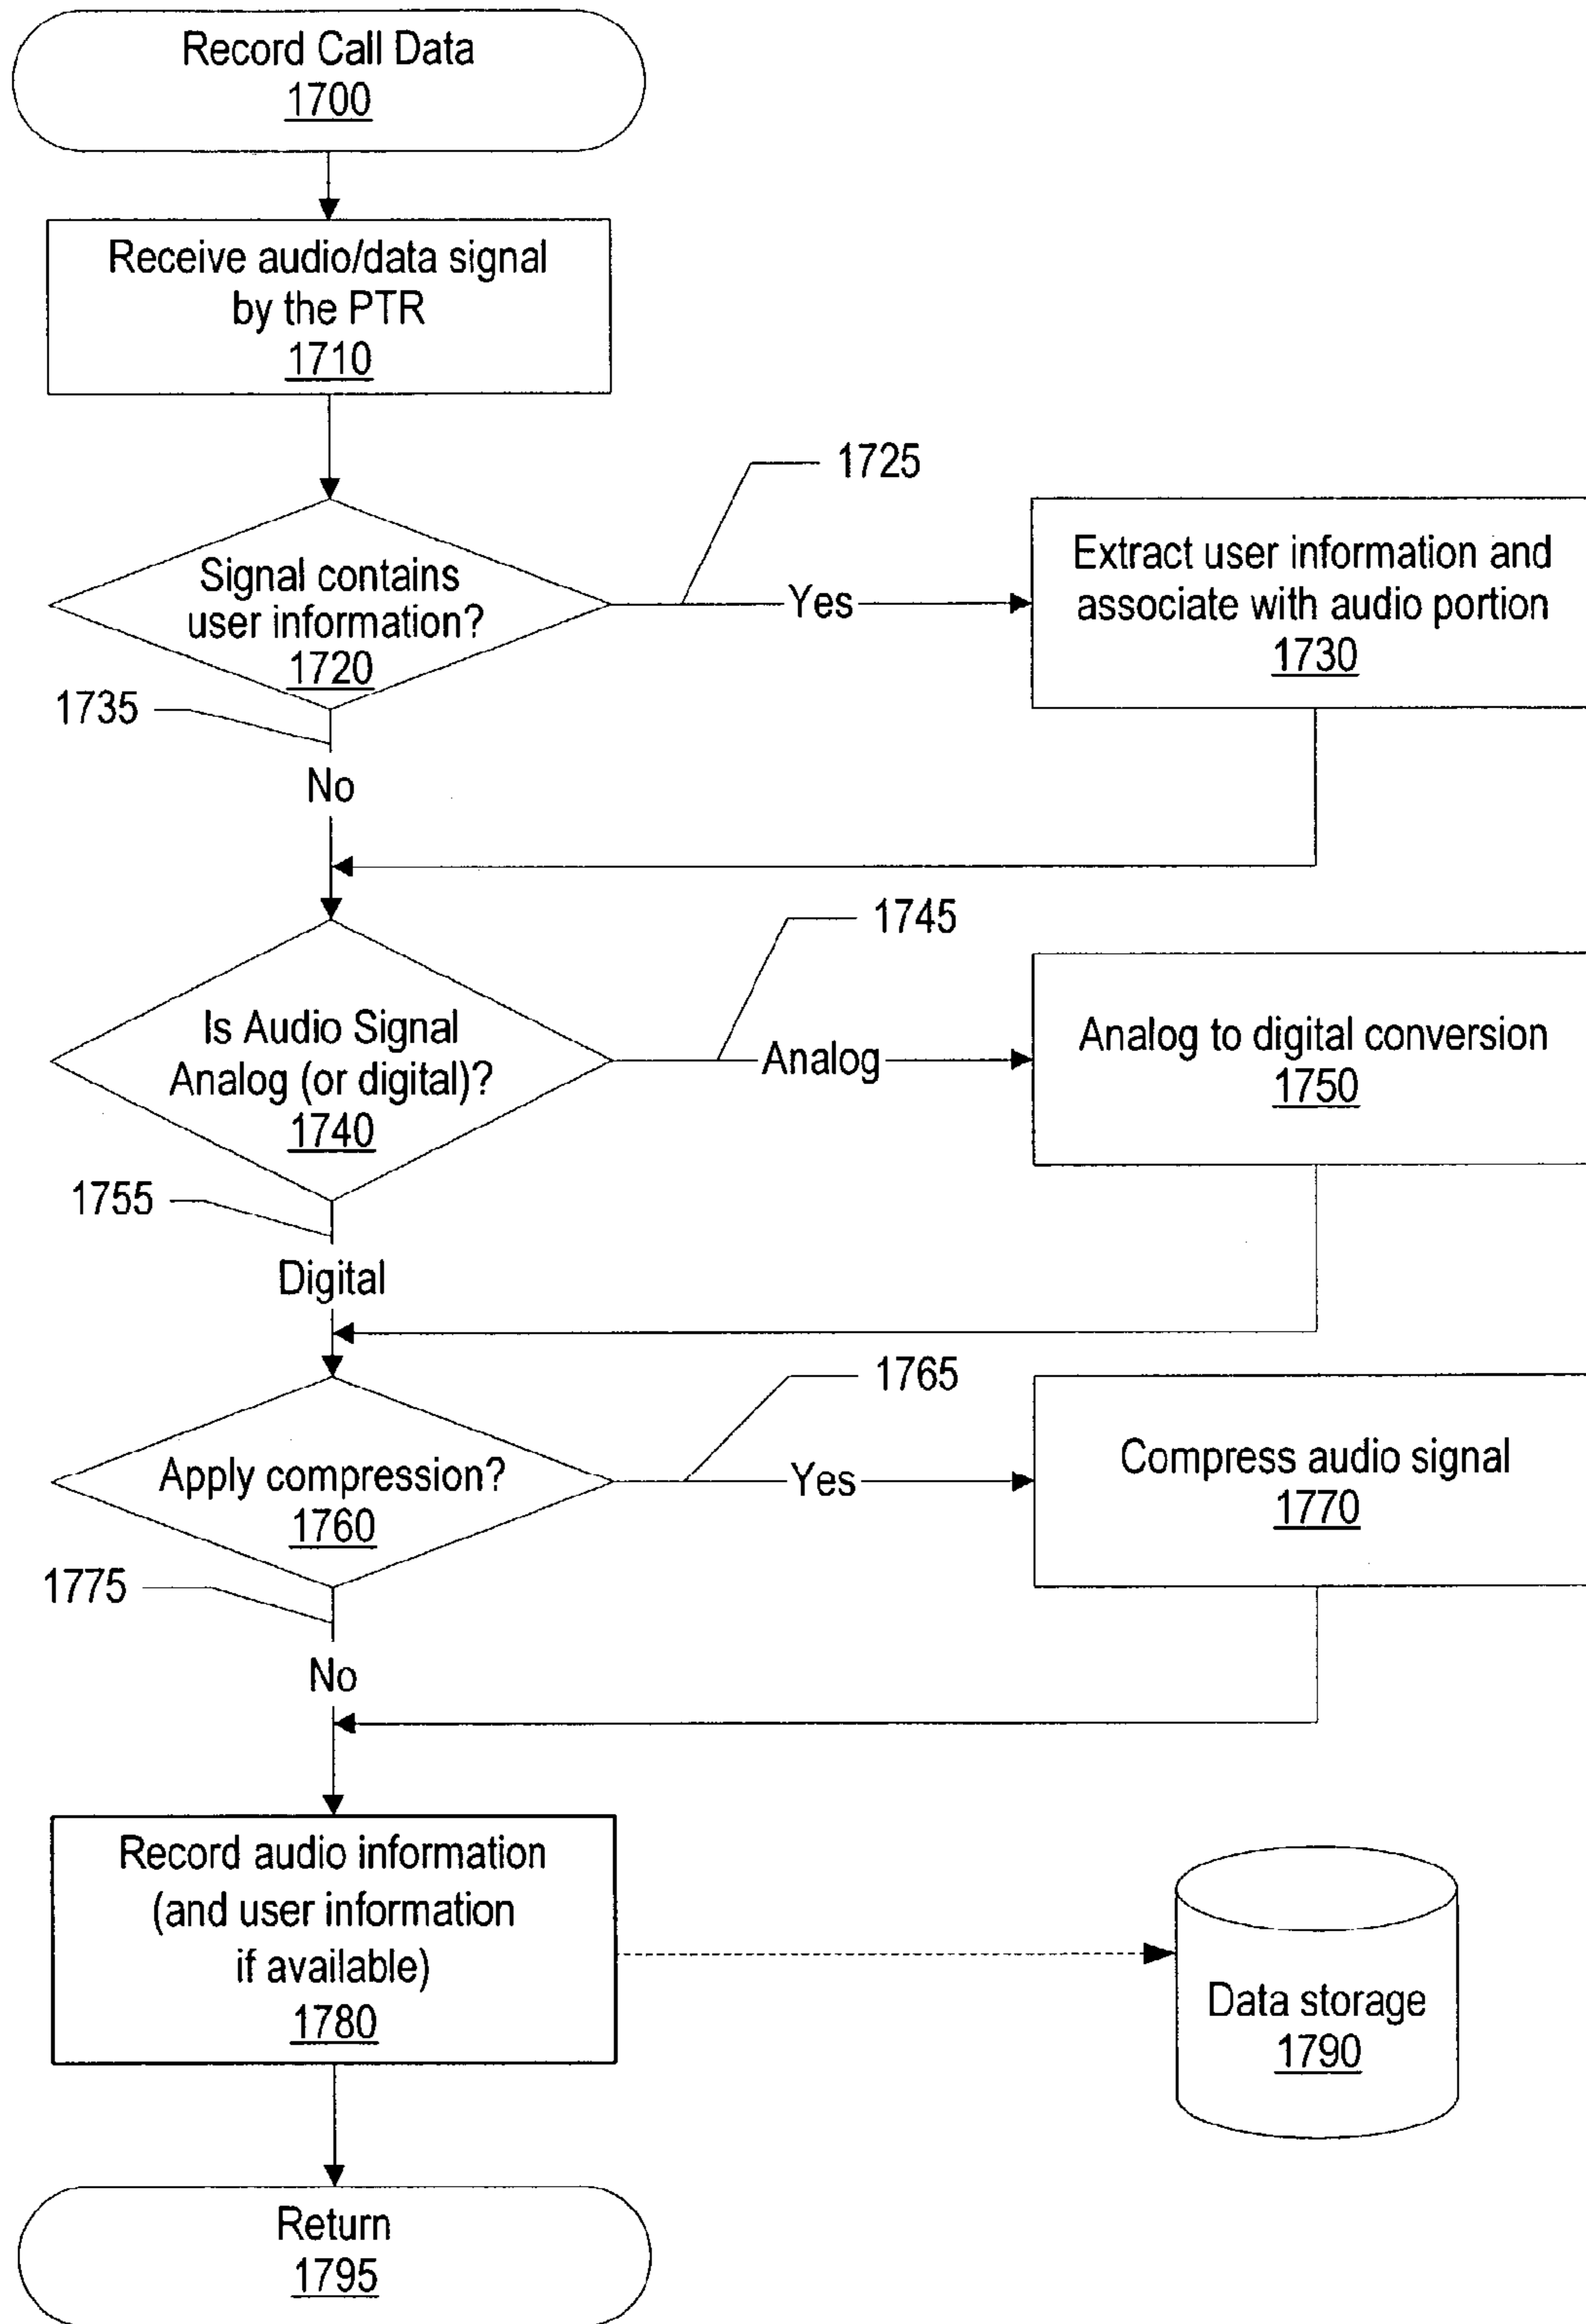 Record Call Data
1700
Receive audio/data signal
by the PTR
1710
1725
Signal contains
user information?
1720
Yes
Extract user information and
associate with audio portion
1730
1735
No
1745
Is Audio Signal
Analog (or digital)?
1740
Analog
Analog to digital conversion
1750
1755
Digital
1765
Apply compression?
1760
Yes
Compress audio signal
1770
1775
No
Record audio information
(and user information
if available)
1780
Data storage
1790
Return
1795